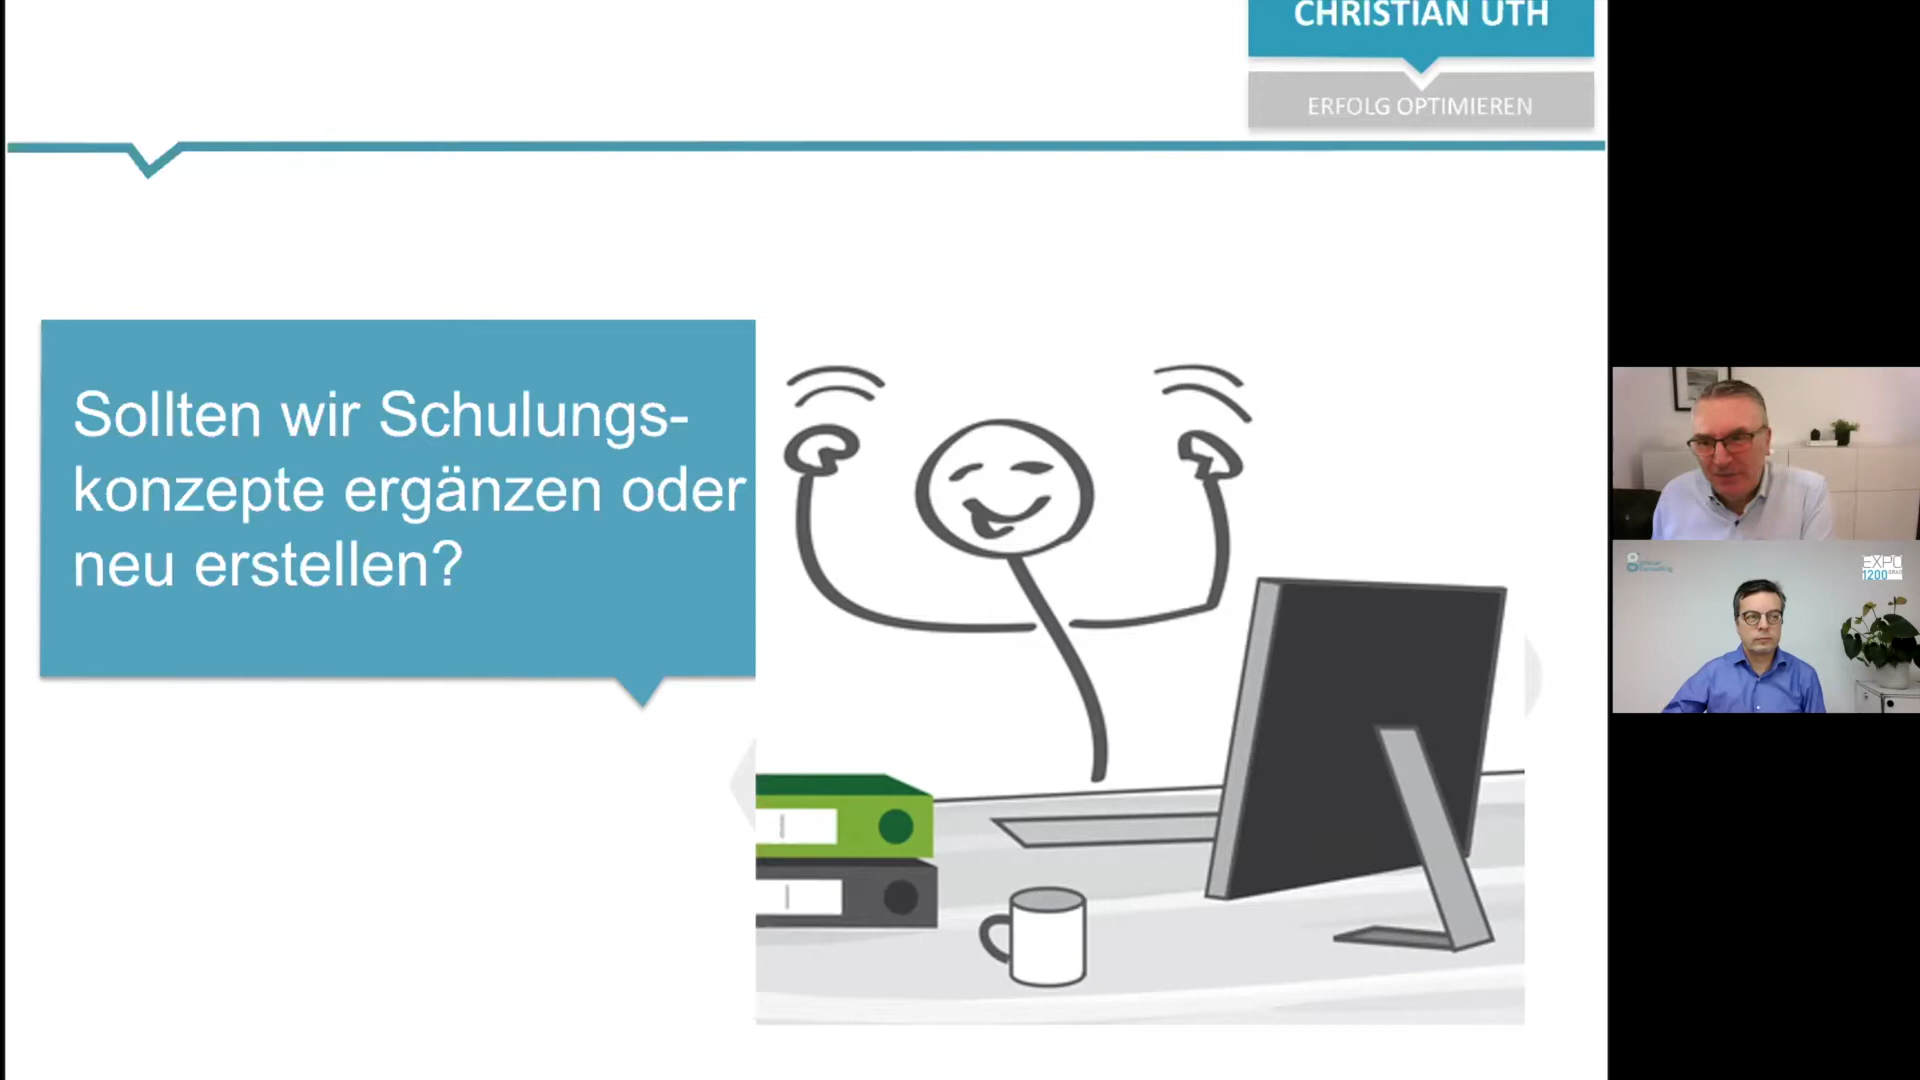 CHRISTIAN UTH
ERFOLG OPTIMIEREN
Sollten wir Schulungs-
konzepte ergänzen oder
neu erstellen?
EXPO
1200